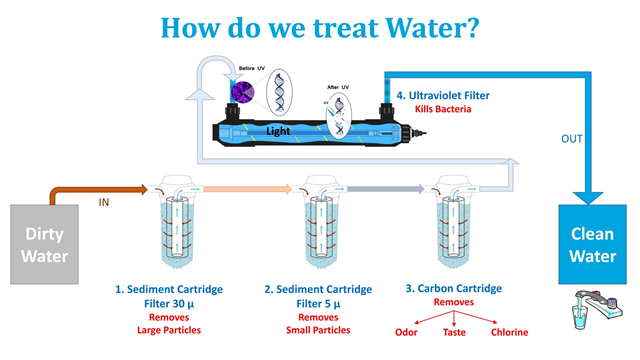 How do we treat Water?
Before UV
After UV
UV
Light
4. Ultraviolet Filter
Kills Bacteria
OUT
IN
Dirty
Water
Clean
Water
1. Sediment Cartridge
Filter 30 µ
Removes
Large Particles
2. Sediment Cartridge
Filter 5 µ
Removes
Small Particles
3. Carbon Cartridge
Removes
Odor
Taste
Chlorine